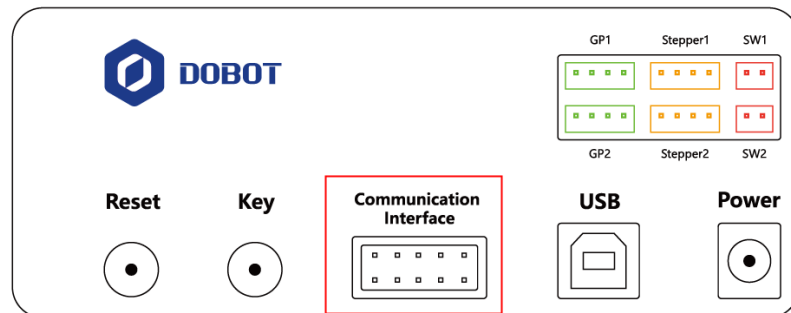 GP1 Stepper1 SW1
DOBOT
GP2 Stepper2 SW2
Reset Key Communication USB Power
Interface